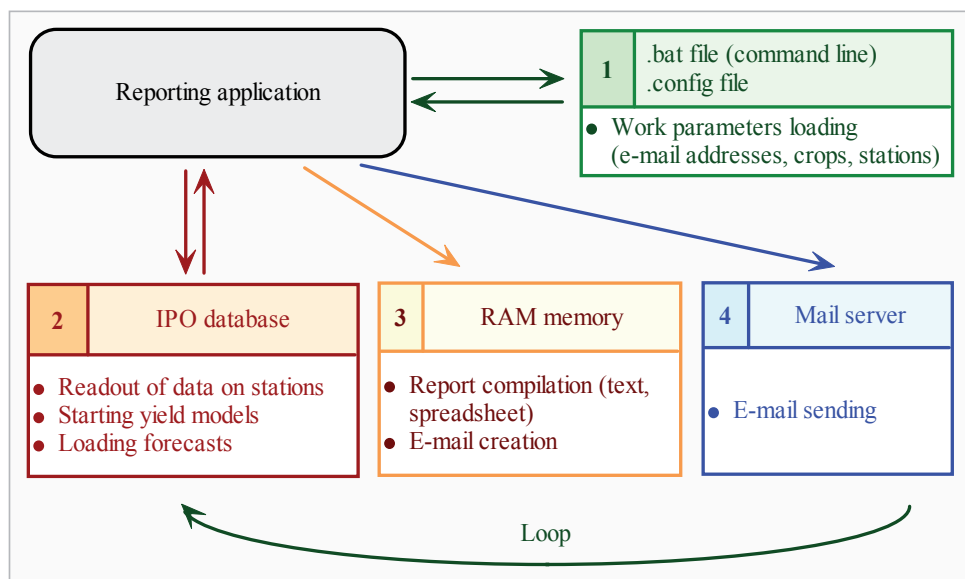 Reporting application
1
.bat file (command line)
.config file
● Work parameters loading
(e-mail addresses, crops, stations)
2
IPO database
● Readout of data on stations
● Starting yield models
● Loading forecasts
3
RAM memory
● Report compilation (text,
spreadsheet)
● E-mail creation
4
Mail server
● E-mail sending
Loop